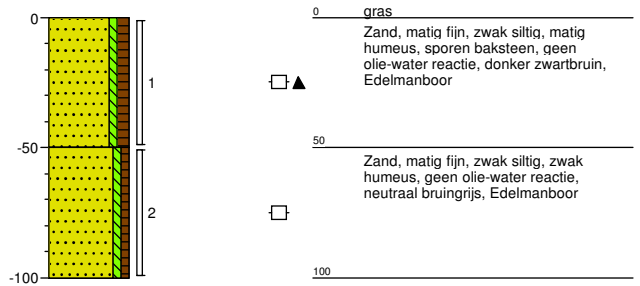 0
0
gras
Zand, matig fijn, zwak siltig, matig
humeus, sporen baksteen, geen
olie-water reactie, donker zwartbruin,
Edelmanboor
1
-50
50
Zand, matig fijn, zwak siltig, zwak
humeus, geen olie-water reactie,
neutraal bruingrijs, Edelmanboor
2
-100
100